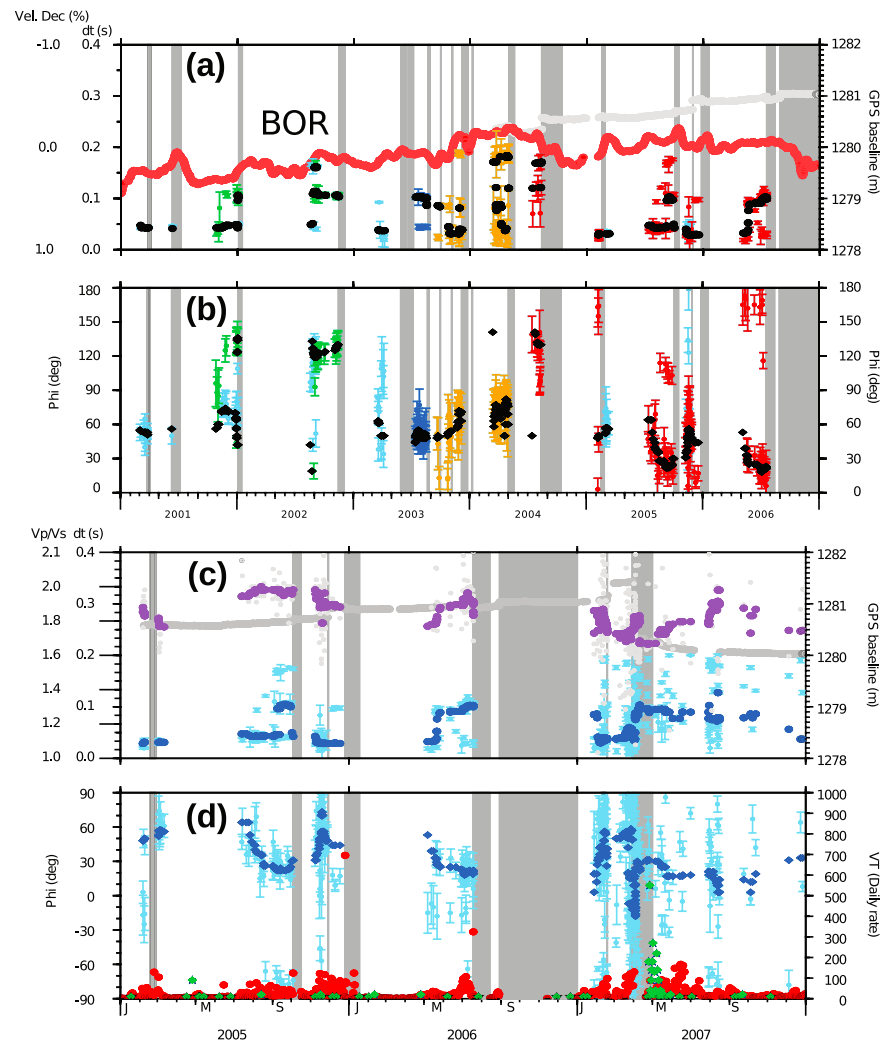 Vel. Dec (%)
dt (s)
-1.0 0.4 1282
(a)
0.3 1281
BOR
0.0 0.2 1280
0.1 1279
1.0 0.0 1278
GPS baseline (m)
180 180
(b)
150 150
120 120
90 90
60 60
30 30
0 0
Phi (deg) Phi (deg)
2001 2002 2003 2004 2005 2006
Vp/Vs dt (s)
2.1 0.4 1282
(c)
2.0 0.3 1281
1.8 0.2 1280
1.6
1.4 0.1 1279
1.2
1.0 0.0 1278
GPS baseline (m)
90 1000
(d)
900
60 800
700
30 600
0 500
400
-30 300
-60 200
100
-90 0
Phi (deg) VT (Daily rate)
J M S J M S J M S
2005 2006 2007